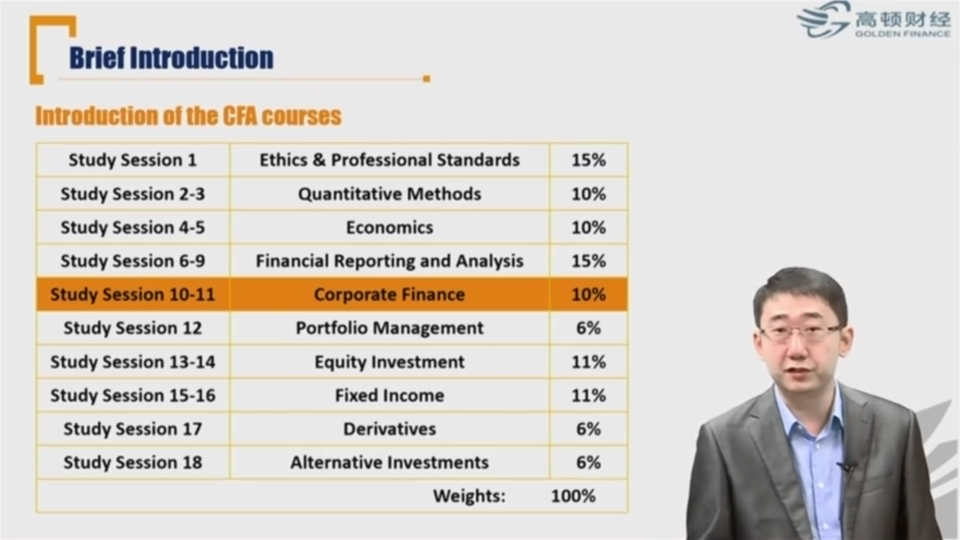 高顿财经
GOLDEN FINANCE
Brief Introduction
Introduction of the CFA courses
Study Session 1 Ethics & Professional Standards 15%
Study Session 2-3 Quantitative Methods 10%
Study Session 4-5 Economics 10%
Study Session 6-9 Financial Reporting and Analysis 15%
Study Session 10-11 Corporate Finance 10%
Study Session 12 Portfolio Management 6%
Study Session 13-14 Equity Investment 11%
Study Session 15-16 Fixed Income 11%
Study Session 17 Derivatives 6%
Study Session 18 Alternative Investments 6%
Weights: 100%